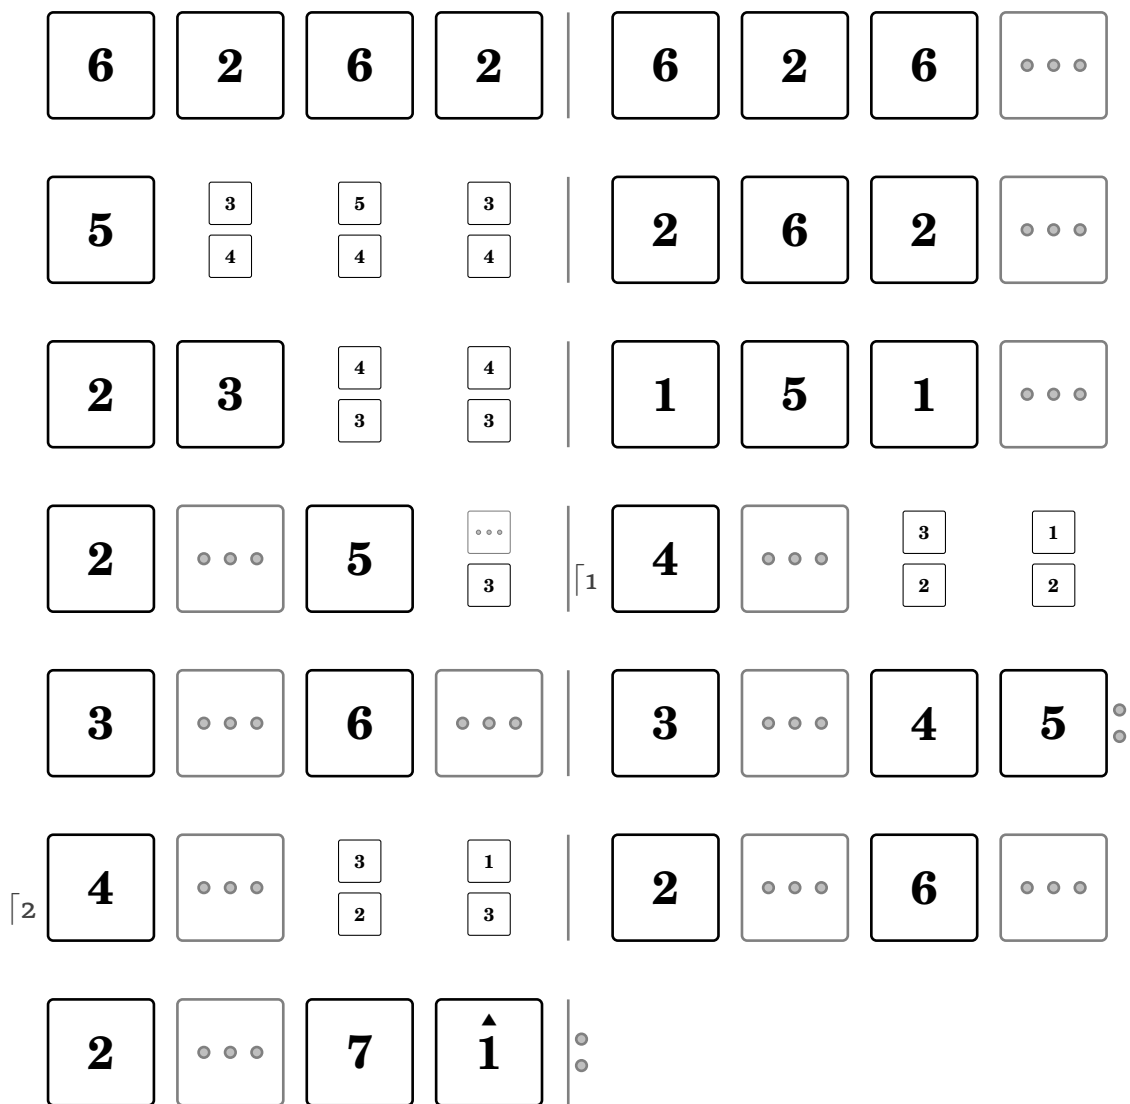 6 2 6 2 | 6 2 6 •••
5 3 4 5 4 3 4 | 2 6 2 •••
2 3 4 3 4 3 | 1 5 1 •••
2 ••• 5 ••• 3 | 1 4 ••• 3 2 1 2
3 ••• 6 ••• | 3 ••• 4 5 :
2 4 ••• 3 2 1 3 | 2 ••• 6 •••
2 ••• 7 ▲1 | :